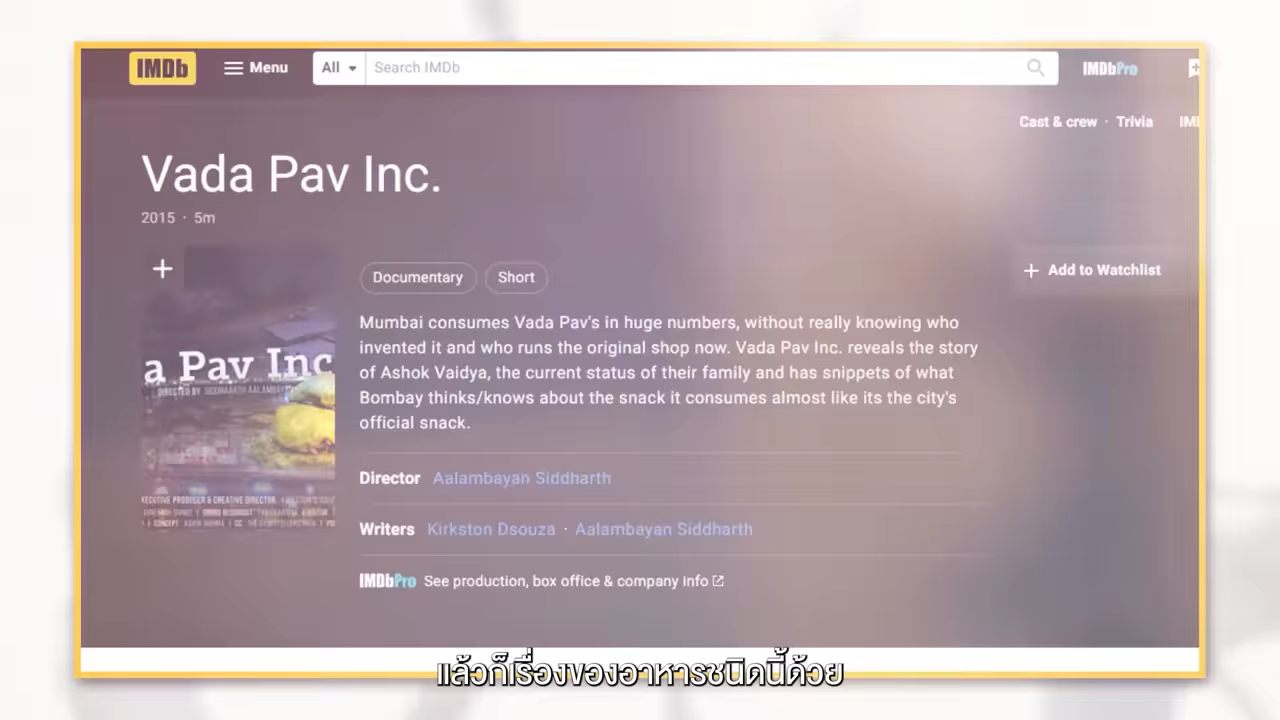 IMDb Menu All Search IMDb IMDbPro
Cast & crew · Trivia
Vada Pav Inc.
2015 · 5m
Documentary Short
Add to Watchlist
Mumbai consumes Vada Pav's in huge numbers, without really knowing who
invented it and who runs the original shop now. Vada Pav Inc. reveals the story
of Ashok Vaidya, the current status of their family and has snippets of what
Bombay thinks/knows about the snack it consumes almost like its the city's
official snack.
a Pav Inc
DIRECTED BY
Director Aalambayan Siddharth
Writers Kirkston Dsouza · Aalambayan Siddharth
EXECUTIVE PRODUCER & CREATIVE DIRECTOR
IMDbPro See production, box office & company info
แล้วก็เรื่องของอาหารชนิดนี้ด้วย